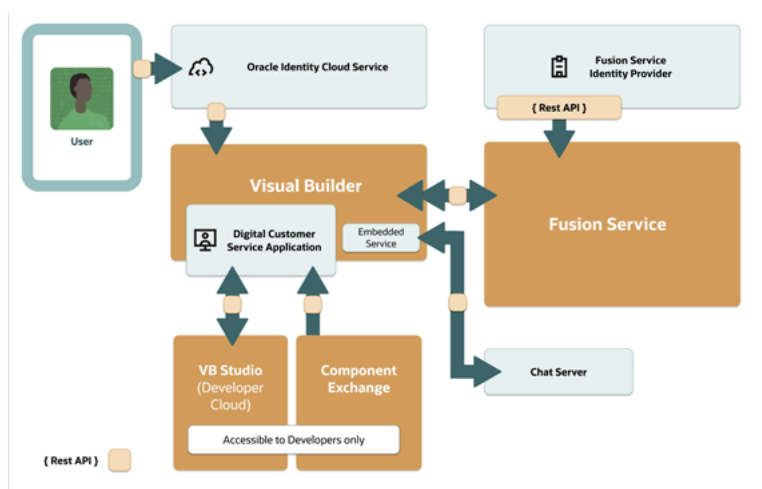 Oracle Identity Cloud Service
Fusion Service
Identity Provider
{ Rest API }
User
Visual Builder
Digital Customer
Service Application
Embedded
Service
Fusion Service
VB Studio
(Developer
Cloud)
Component
Exchange
Chat Server
Accessible to Developers only
{ Rest API }